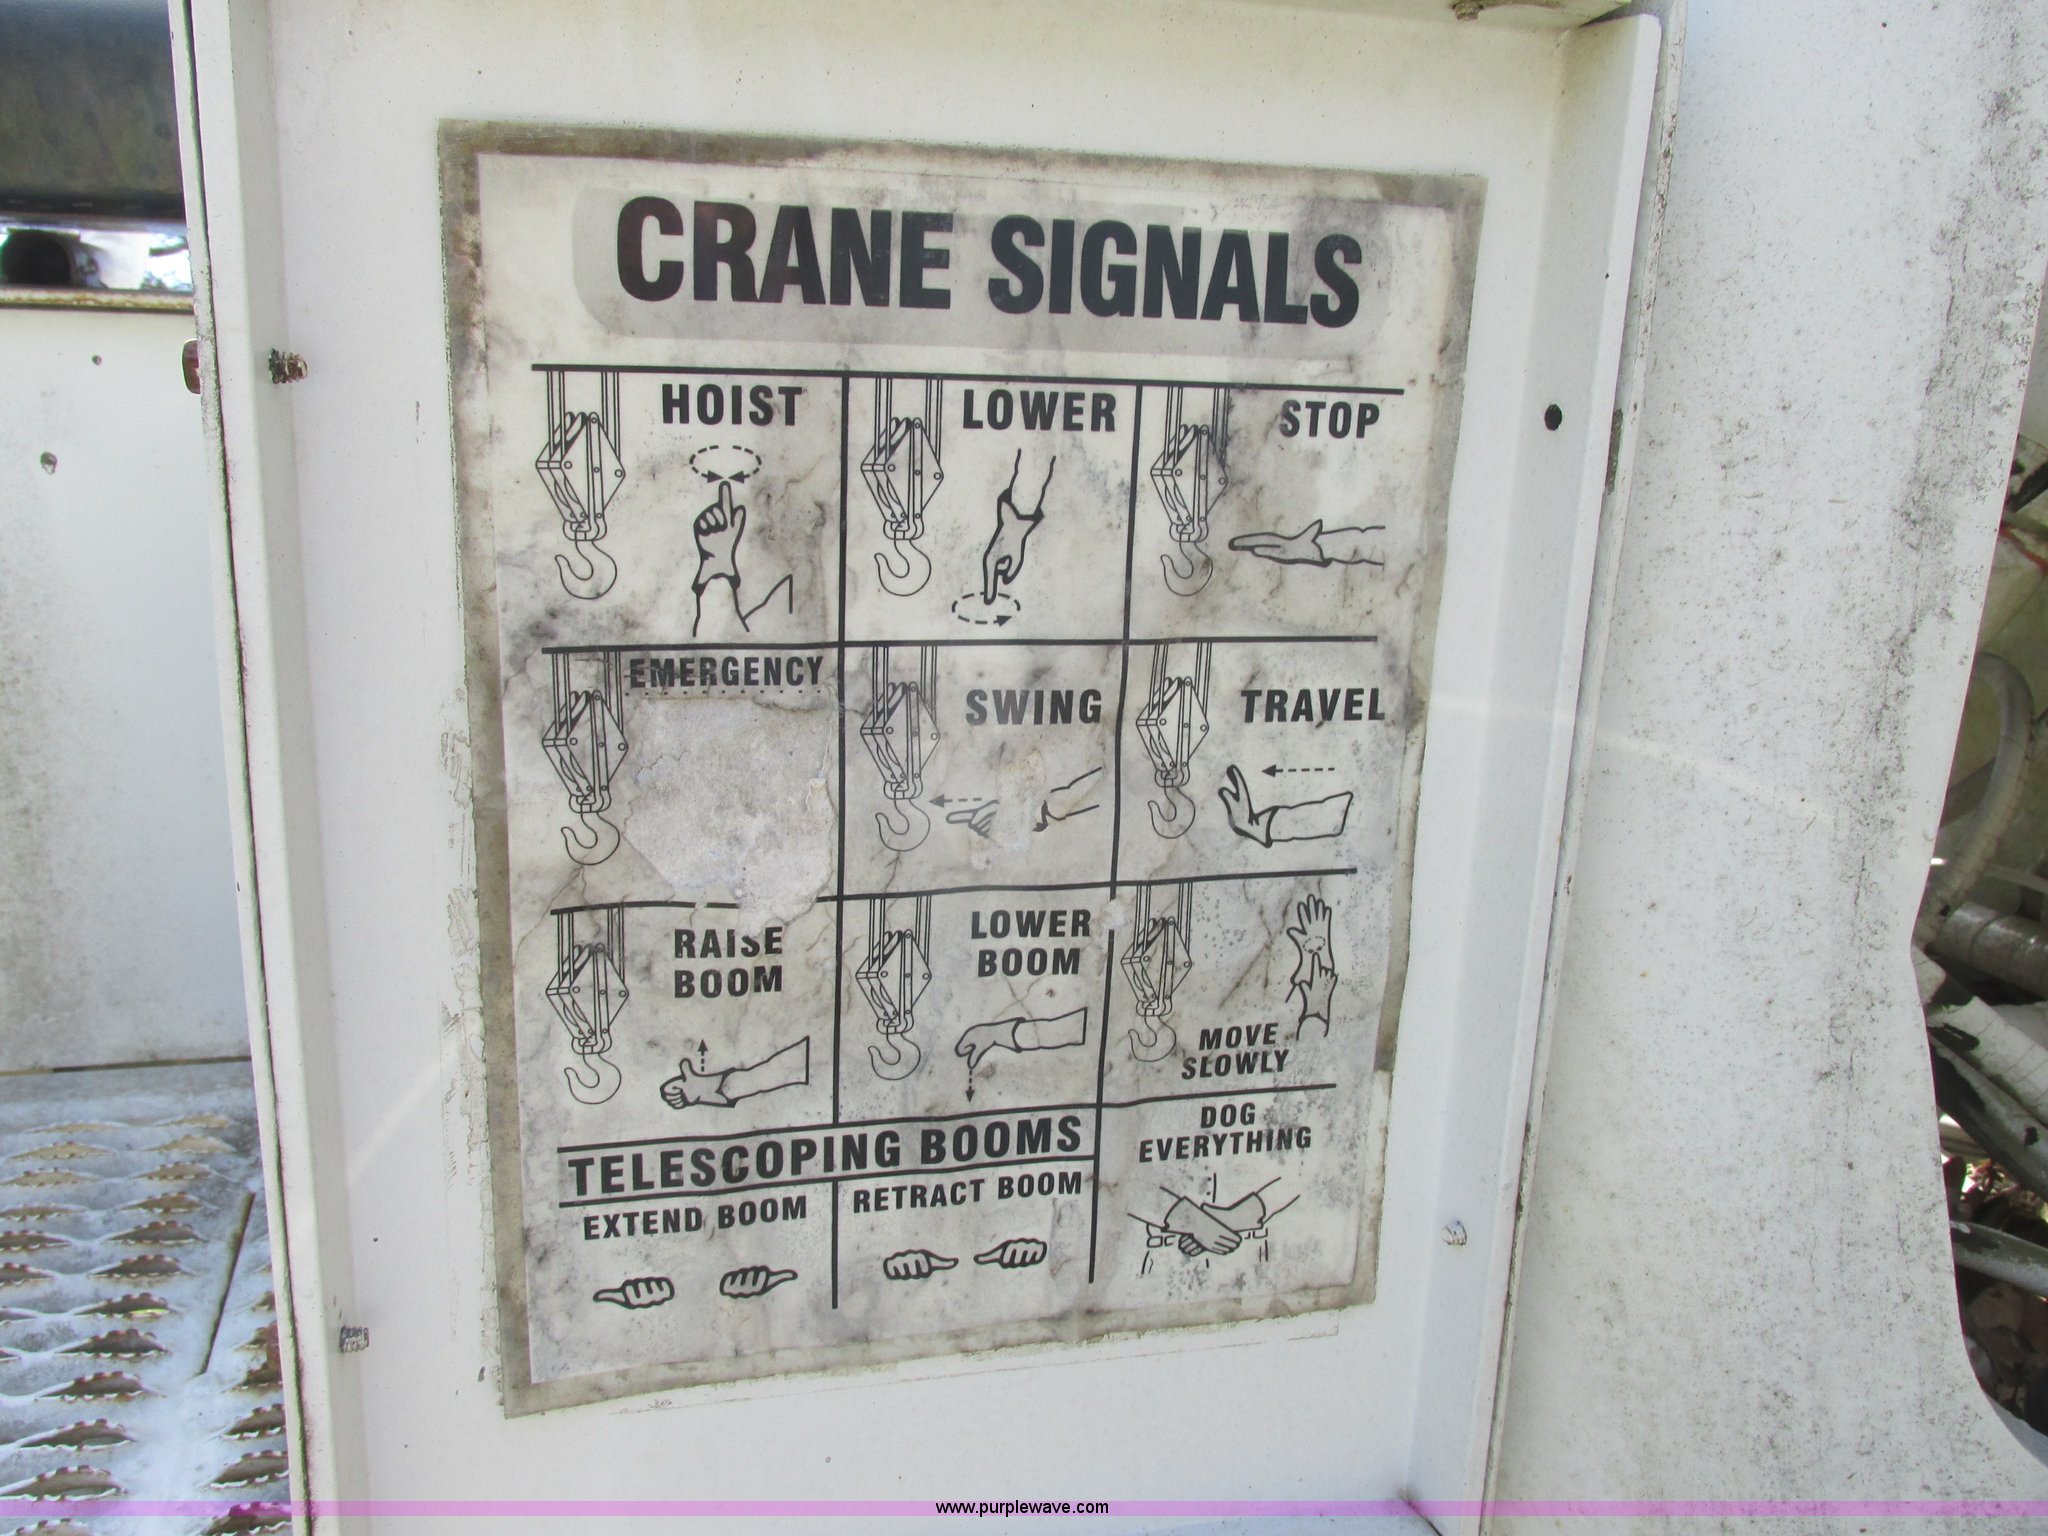 CRANE SIGNALS
HOIST
LOWER
STOP
EMERGENCY
SWING
TRAVEL
RAISE
BOOM
LOWER
BOOM
MOVE
SLOWLY
TELESCOPING BOOMS
EXTEND BOOM
RETRACT BOOM
DOG
EVERYTHING
www.purplewave.com